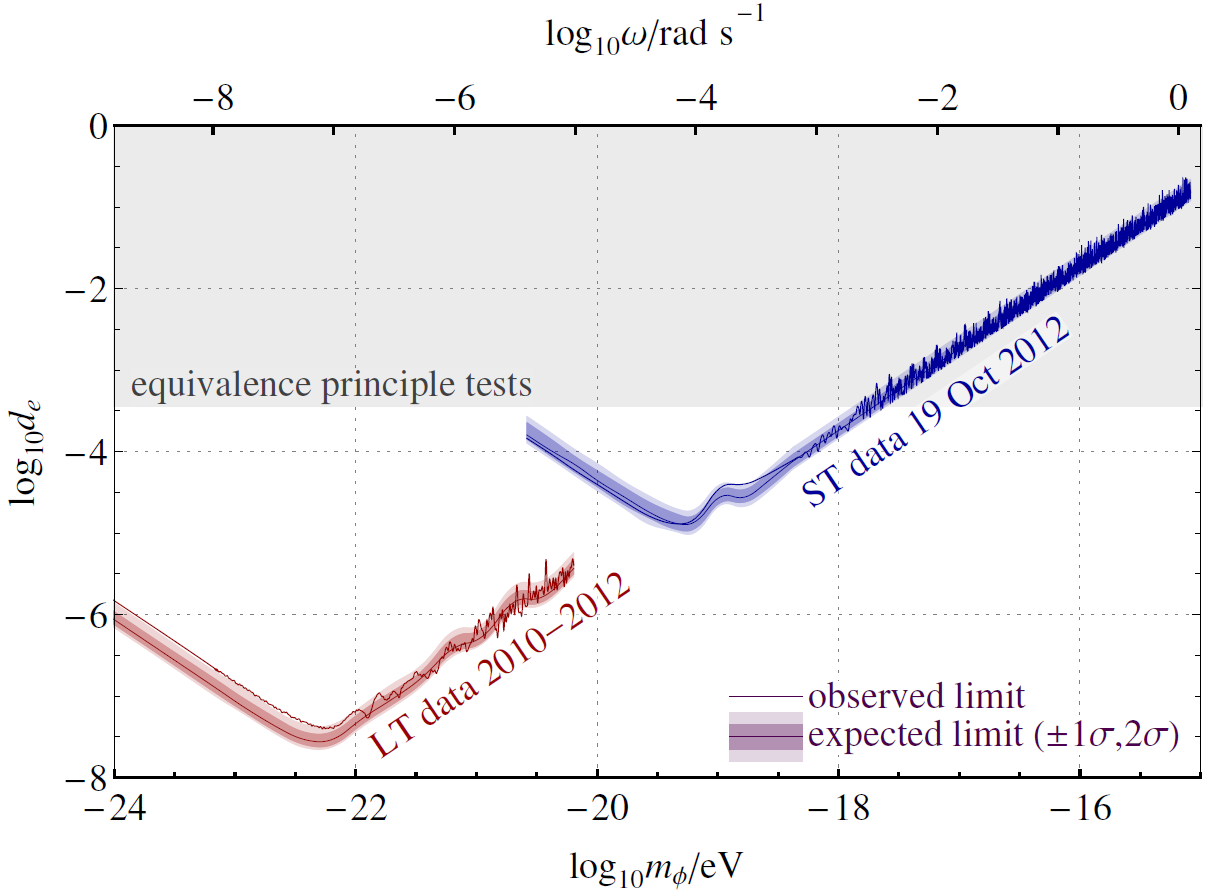 log₁₀ω/rad s⁻¹
−8 −6 −4 −2 0
0
−2
equivalence principle tests
log₁₀dₑ
−4
ST data 19 Oct 2012
−6
LT data 2010−2012
observed limit
expected limit (±1σ,2σ)
−8
−24 −22 −20 −18 −16
log₁₀m_ϕ/eV